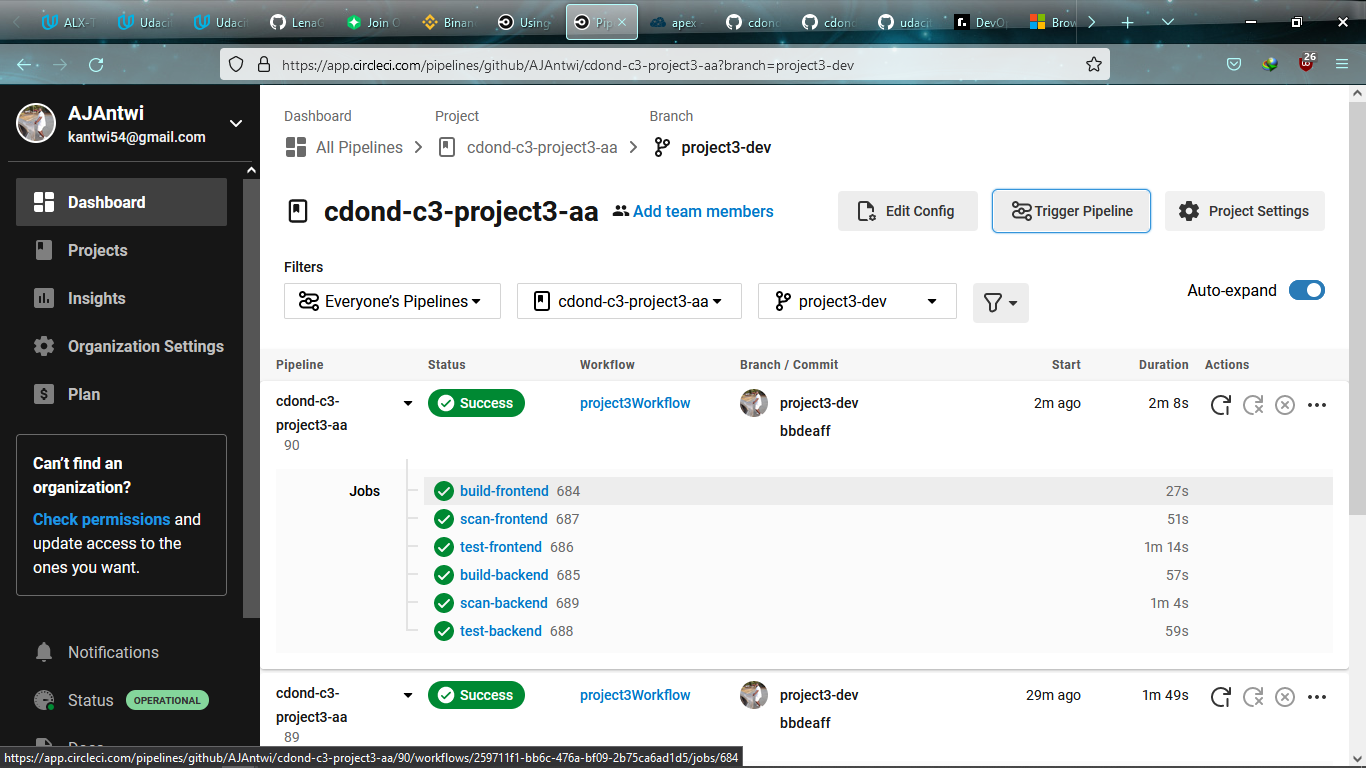 ALX-T
Udaci
Udaci
LenaG
Join O
Binan
Using
Pip
apex
cdond
cdond
udaci
DevO
Brow
https://app.circleci.com/pipelines/github/AJAntwi/cdond-c3-project3-aa?branch=project3-dev
26
AJAntwi
kantwi54@gmail.com
Dashboard
Projects
Insights
Organization Settings
Plan
Can't find an
organization?
Check permissions and
update access to the
ones you want.
Notifications
Status OPERATIONAL
Docs
Dashboard Project Branch
All Pipelines cdond-c3-project3-aa project3-dev
cdond-c3-project3-aa Add team members Edit Config Trigger Pipeline Project Settings
Filters
Everyone's Pipelines cdond-c3-project3-aa project3-dev Auto-expand
Pipeline Status Workflow Branch / Commit Start Duration Actions
cdond-c3-
project3-aa
90
Success project3Workflow project3-dev 2m ago 2m 8s
bbdeaff
Jobs
build-frontend 684 27s
scan-frontend 687 51s
test-frontend 686 1m 14s
build-backend 685 57s
scan-backend 689 1m 4s
test-backend 688 59s
cdond-c3-
project3-aa
89
Success project3Workflow project3-dev 29m ago 1m 49s
bbdeaff
https://app.circleci.com/pipelines/github/AJAntwi/cdond-c3-project3-aa/90/workflows/259711f1-bb6c-476a-bf09-2b75ca6ad1d5/jobs/684